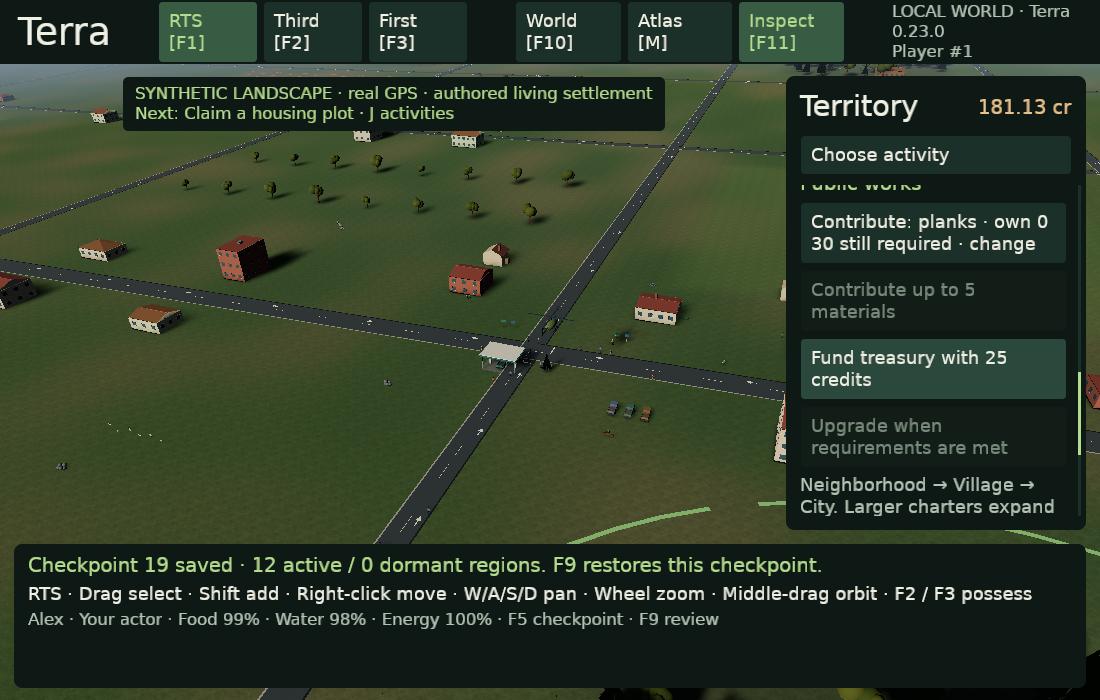 Terra
RTS
[F1]
Third
[F2]
First
[F3]
World
[F10]
Atlas
[M]
Inspect
[F11]
LOCAL WORLD · Terra
0.23.0
Player #1
SYNTHETIC LANDSCAPE · real GPS · authored living settlement
Next: Claim a housing plot · J activities
Territory
181.13 cr
Choose activity
Public works
Contribute: planks · own 0
30 still required · change
Contribute up to 5
materials
Fund treasury with 25
credits
Upgrade when
requirements are met
Neighborhood → Village →
City. Larger charters expand
Checkpoint 19 saved · 12 active / 0 dormant regions. F9 restores this checkpoint.
RTS · Drag select · Shift add · Right-click move · W/A/S/D pan · Wheel zoom · Middle-drag orbit · F2 / F3 possess
Alex · Your actor · Food 99% · Water 98% · Energy 100% · F5 checkpoint · F9 review